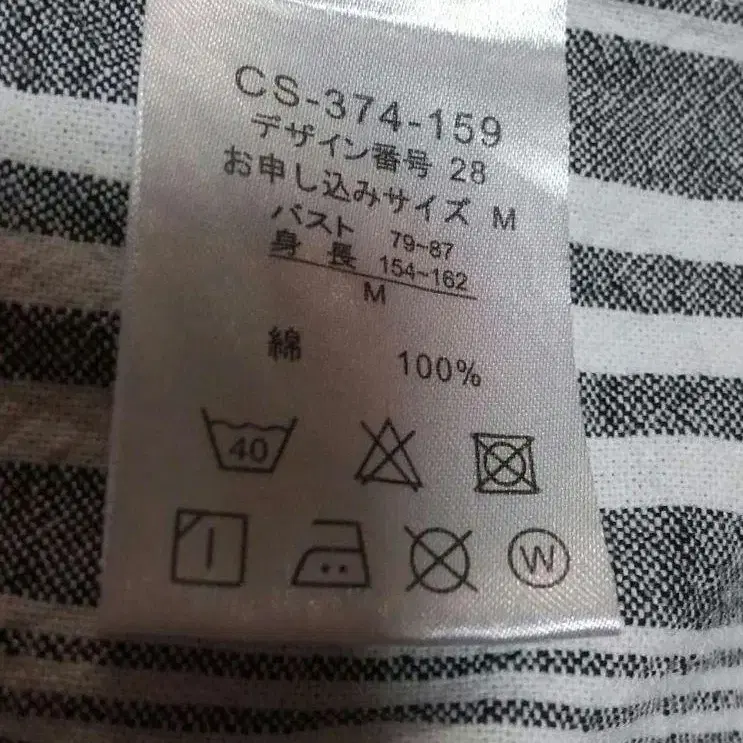 CS-374-159
デザイン番号 28
お申し込みサイズ M
バスト 79~87
身長 154~162
M
綿 100%
40
W